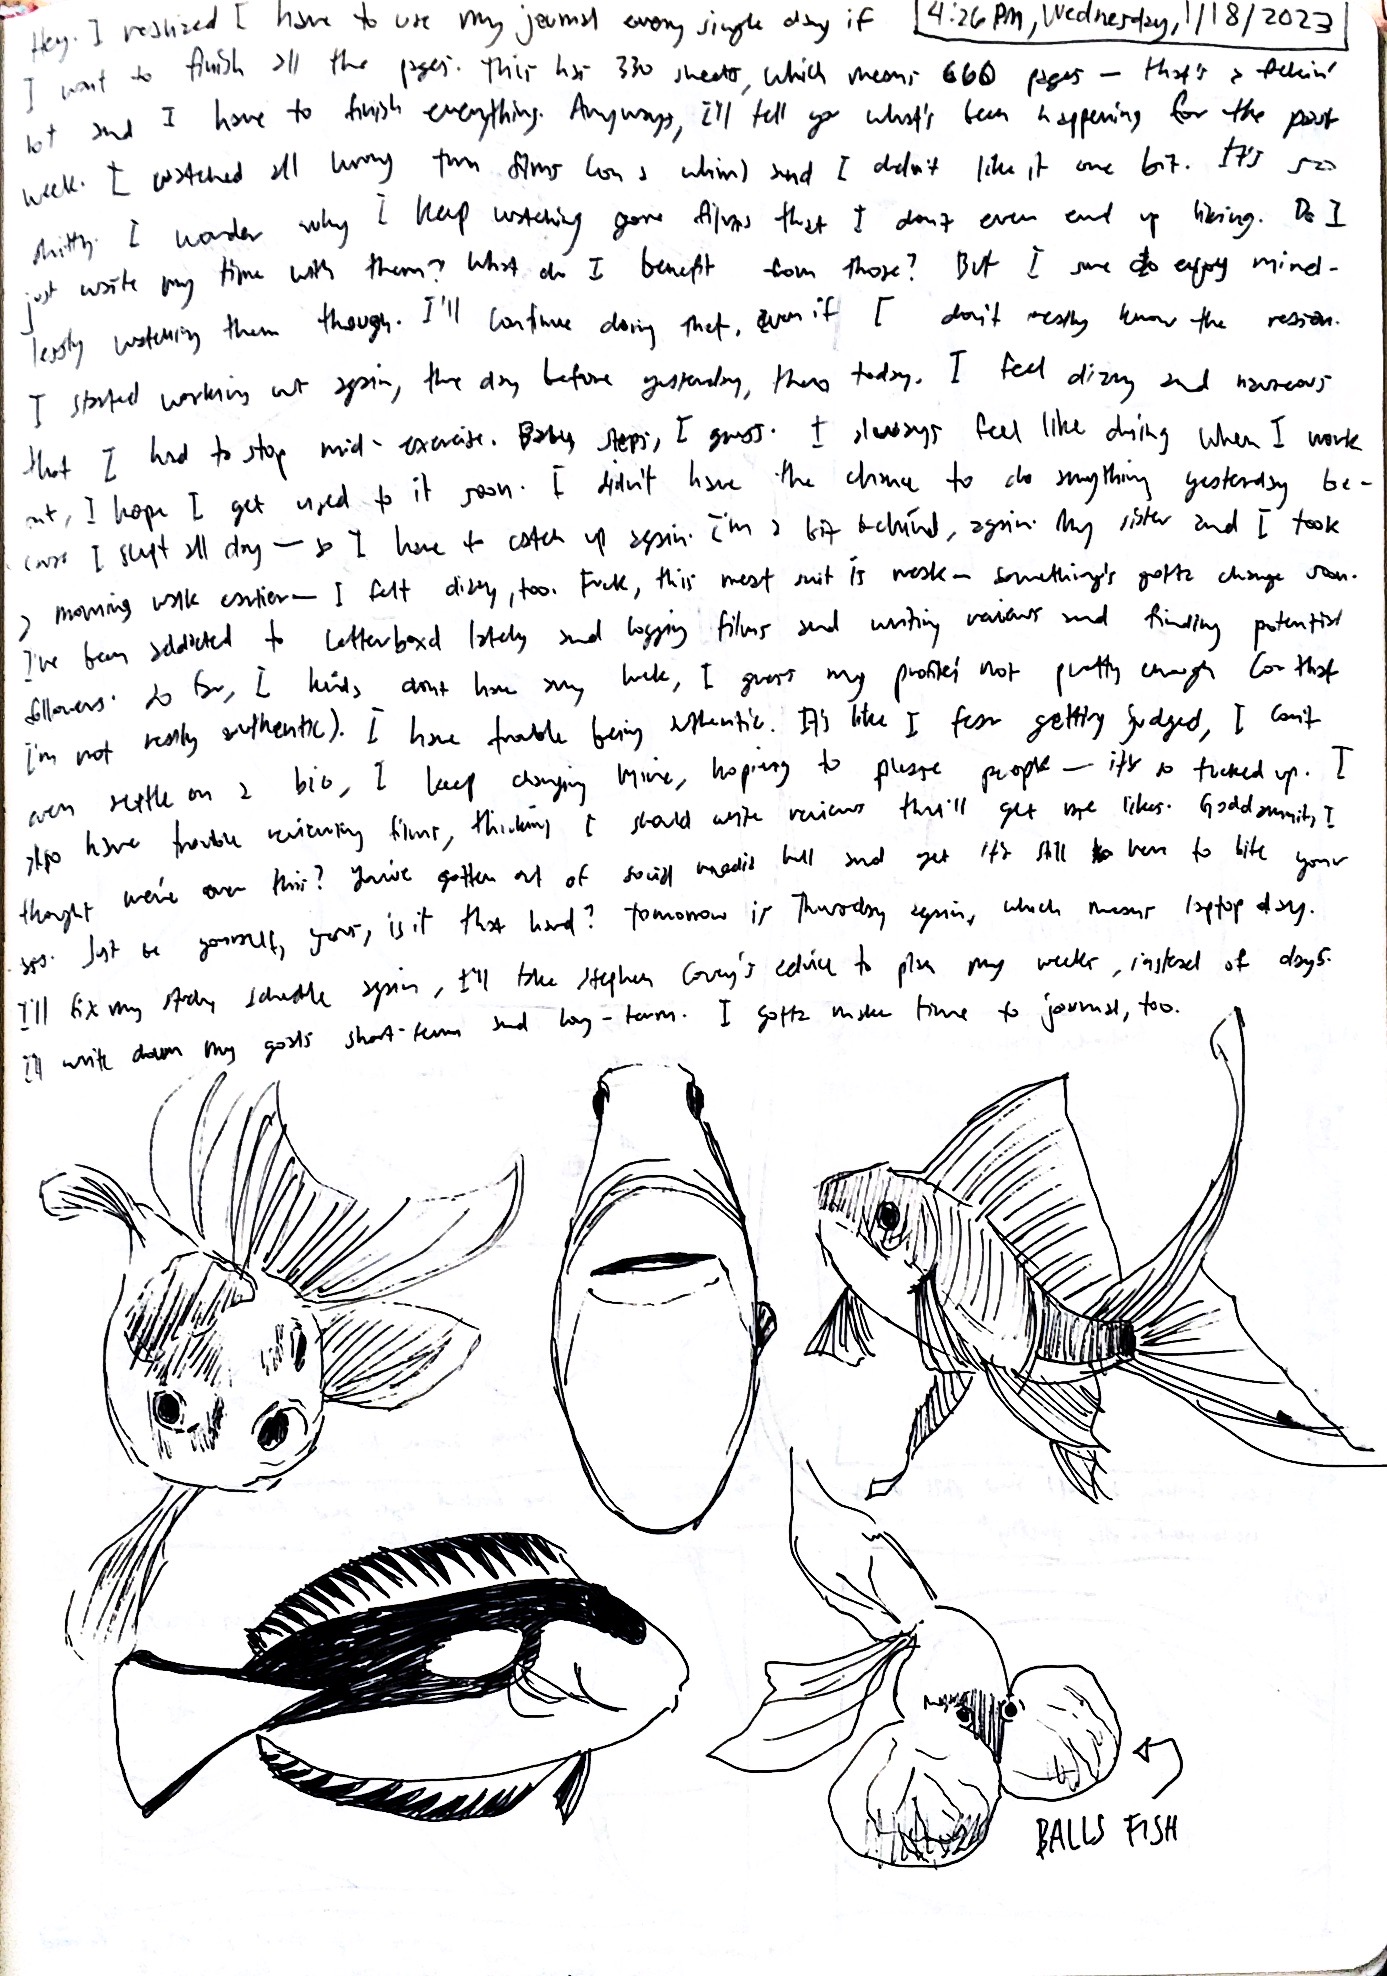 Hey. I realized I have to use my journal every single day if
4:26 PM, Wednesday, 1/18/2023
I want to finish all the pages. This has 330 sheets, which means 660 pages — that's a fckin'
lot and I have to finish everything. Anyways, I'll tell you what's been happening for the past
week. I watched all wrong turn films (on a whim) and I didn't like it one bit. It's soo
shitty. I wonder why I keep watching gore films that I don't even end up liking. Do I
just waste my time with them? What do I benefit from those? But I sure do enjoy mind-
lessly watching them though. I'll continue doing that, even if I don't really know the reason.
I started working out again, the day before yesterday, then today. I feel dizzy and nauseous
that I had to stop mid-exercise. Baby steps, I guess. I always feel like dying when I work
out, I hope I get used to it soon. I didn't have the chance to do anything yesterday be-
cause I slept all day — so I have to catch up again. I'm a bit behind, again. My sister and I took
a morning walk earlier — I felt dizzy, too. Fuck, this meat suit is weak — something's gotta change soon.
I've been addicted to Letterboxd lately and logging films and writing reviews and finding potential
followers. So far, I kinda don't have any luck, I guess my profile's not pretty enough (or that
I'm not really authentic). I have trouble being authentic. It's like I fear getting judged, I can't
even settle on a bio, I keep changing mine, hoping to please people — it's so fucked up. I
also have trouble reviewing films, thinking I should write reviews that'll get me likes. Goddammit, I
thought we're over this? You've gotten out of social media hell and yet it's still here to bite your
ass. Just be yourself, yours, is it that hard? Tomorrow is Thursday again, which means laptop day.
I'll fix my study schedule again, I'll take Stephen Covey's advice to plan my weeks, instead of days.
I'll write down my goals short-term and long-term. I gotta make time to journal, too.
BALLS FISH